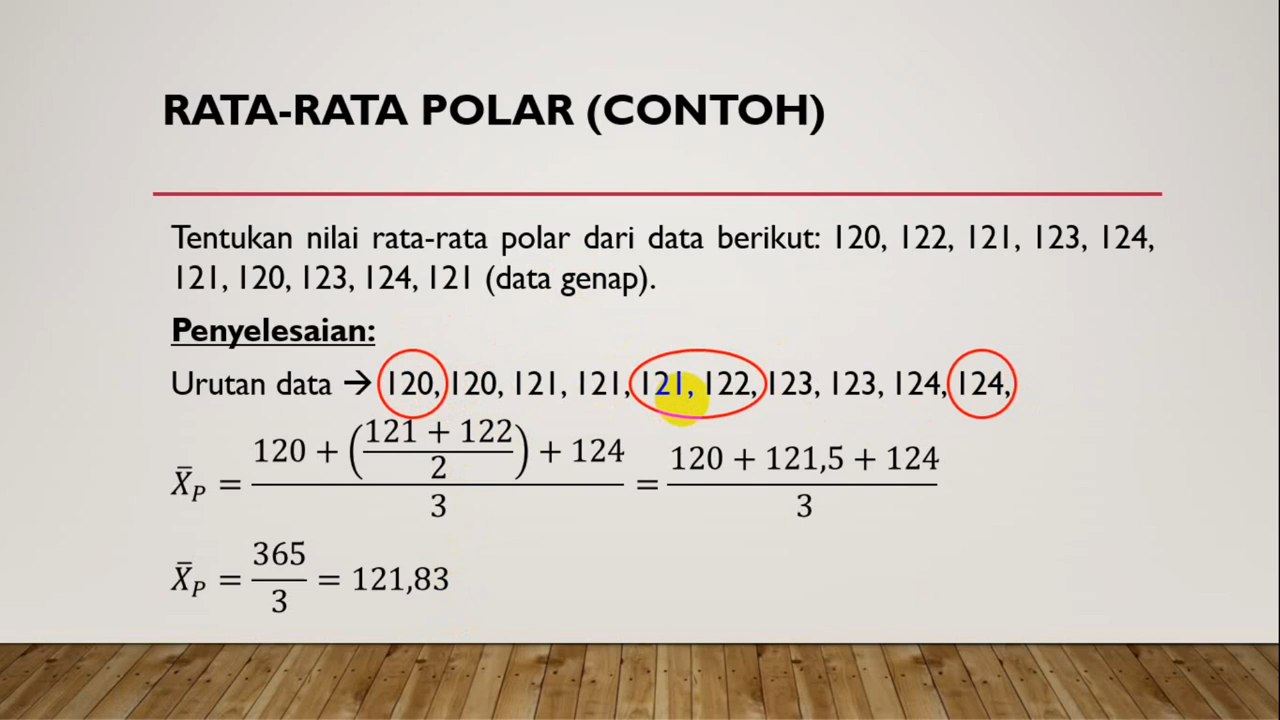 RATA-RATA POLAR (CONTOH)
Tentukan nilai rata-rata polar dari data berikut: 120, 122, 121, 123, 124,
121, 120, 123, 124, 121 (data genap).
Penyelesaian:
Urutan data → 120, 120, 121, 121, 121, 122, 123, 123, 124, 124,
X̄_P = (120 + ((121 + 122)/2) + 124)/3 = (120 + 121,5 + 124)/3
X̄_P = 365/3 = 121,83